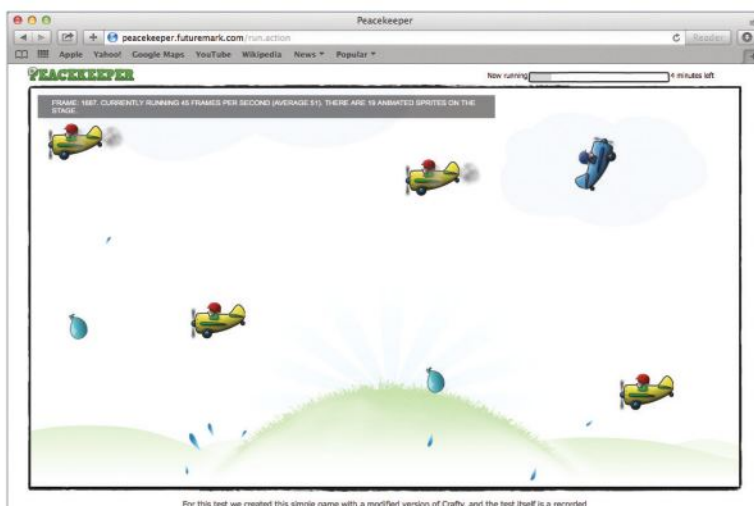 Peacekeeper
peacekeeper.futuremark.com/run.action
Reader
Apple Yahoo! Google Maps YouTube Wikipedia News Popular
PEACEKEEPER
Now running
4 minutes left
FRAME: 1687. CURRENTLY RUNNING 45 FRAMES PER SECOND (AVERAGE 51). THERE ARE 19 ANIMATED SPRITES ON THE
STAGE.
For this test we created this simple game with a modified version of Crafty, and the test itself is a recorded